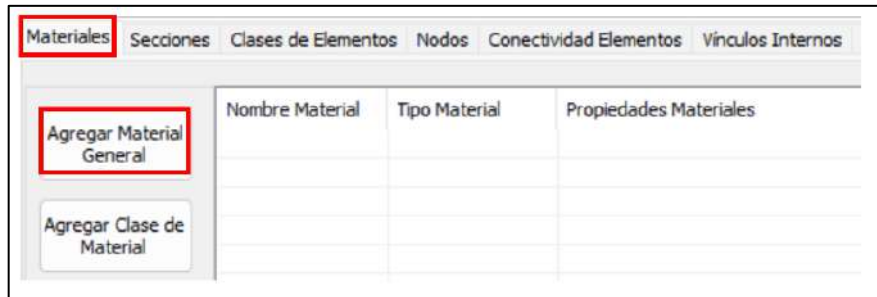 Materiales Secciones Clases de Elementos Nodos Conectividad Elementos Vínculos Internos
Nombre Material Tipo Material Propiedades Materiales
Agregar Material
General
Agregar Clase de
Material